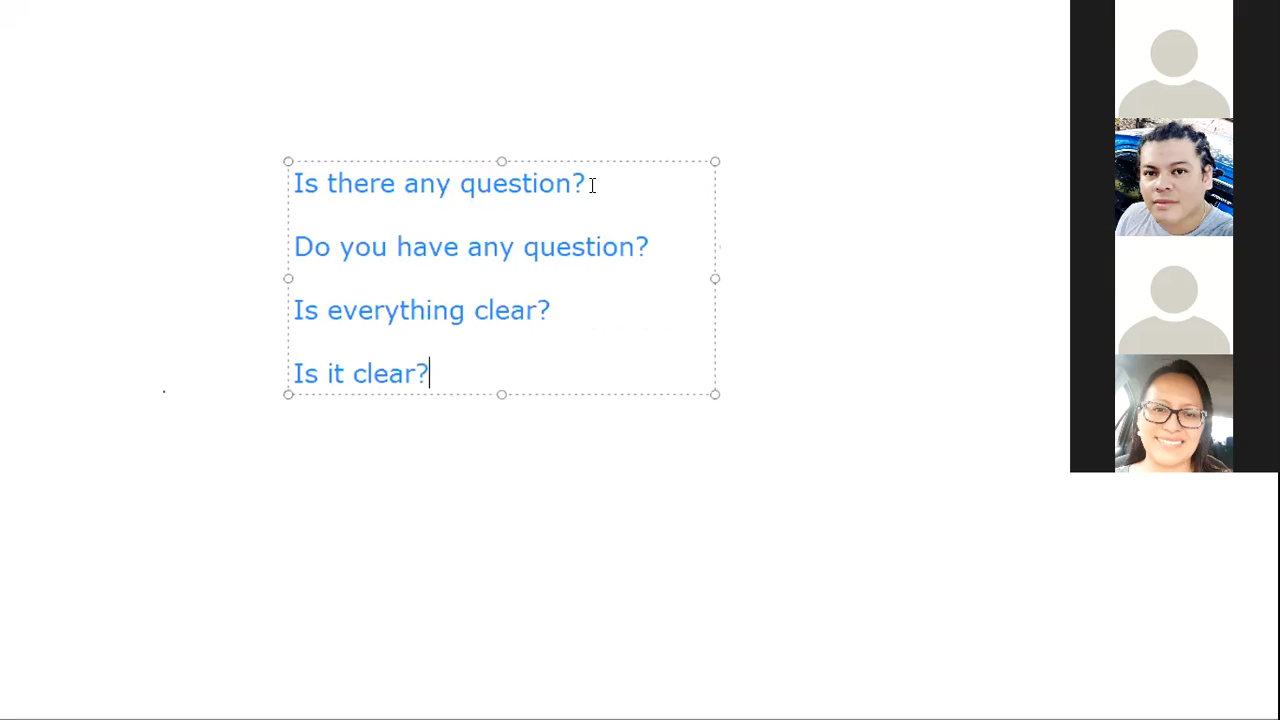 Is there any question?
Do you have any question?
Is everything clear?
Is it clear?